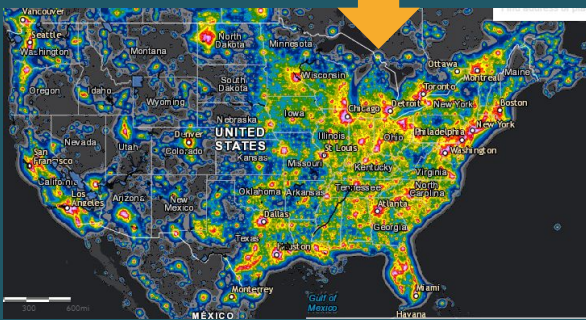 Vancouver
Seattle
Washington
Montana
North
Dakota
Minnesota
Ottawa
Montreal
Maine
Oregon
Idaho
Wyoming
South
Dakota
Wisconsin
Toronto
Boston
Nebraska
Iowa
Chicago
Detroit
New York
Nevada
Utah
Denver
Colorado
UNITED
STATES
Kansas
Illinois
Ohio
Philadelphia
New York
San
Francisco
St Louis
Missouri
Kentucky
Washington
Virginia
California
Los
Angeles
Arizona
New
Mexico
Oklahoma
Arkansas
Tennessee
North
Carolina
Dallas
Atlanta
Georgia
Texas
Houston
Monterrey
Gulf of
Mexico
Miami
300
600mi
MÉXICO
Havana